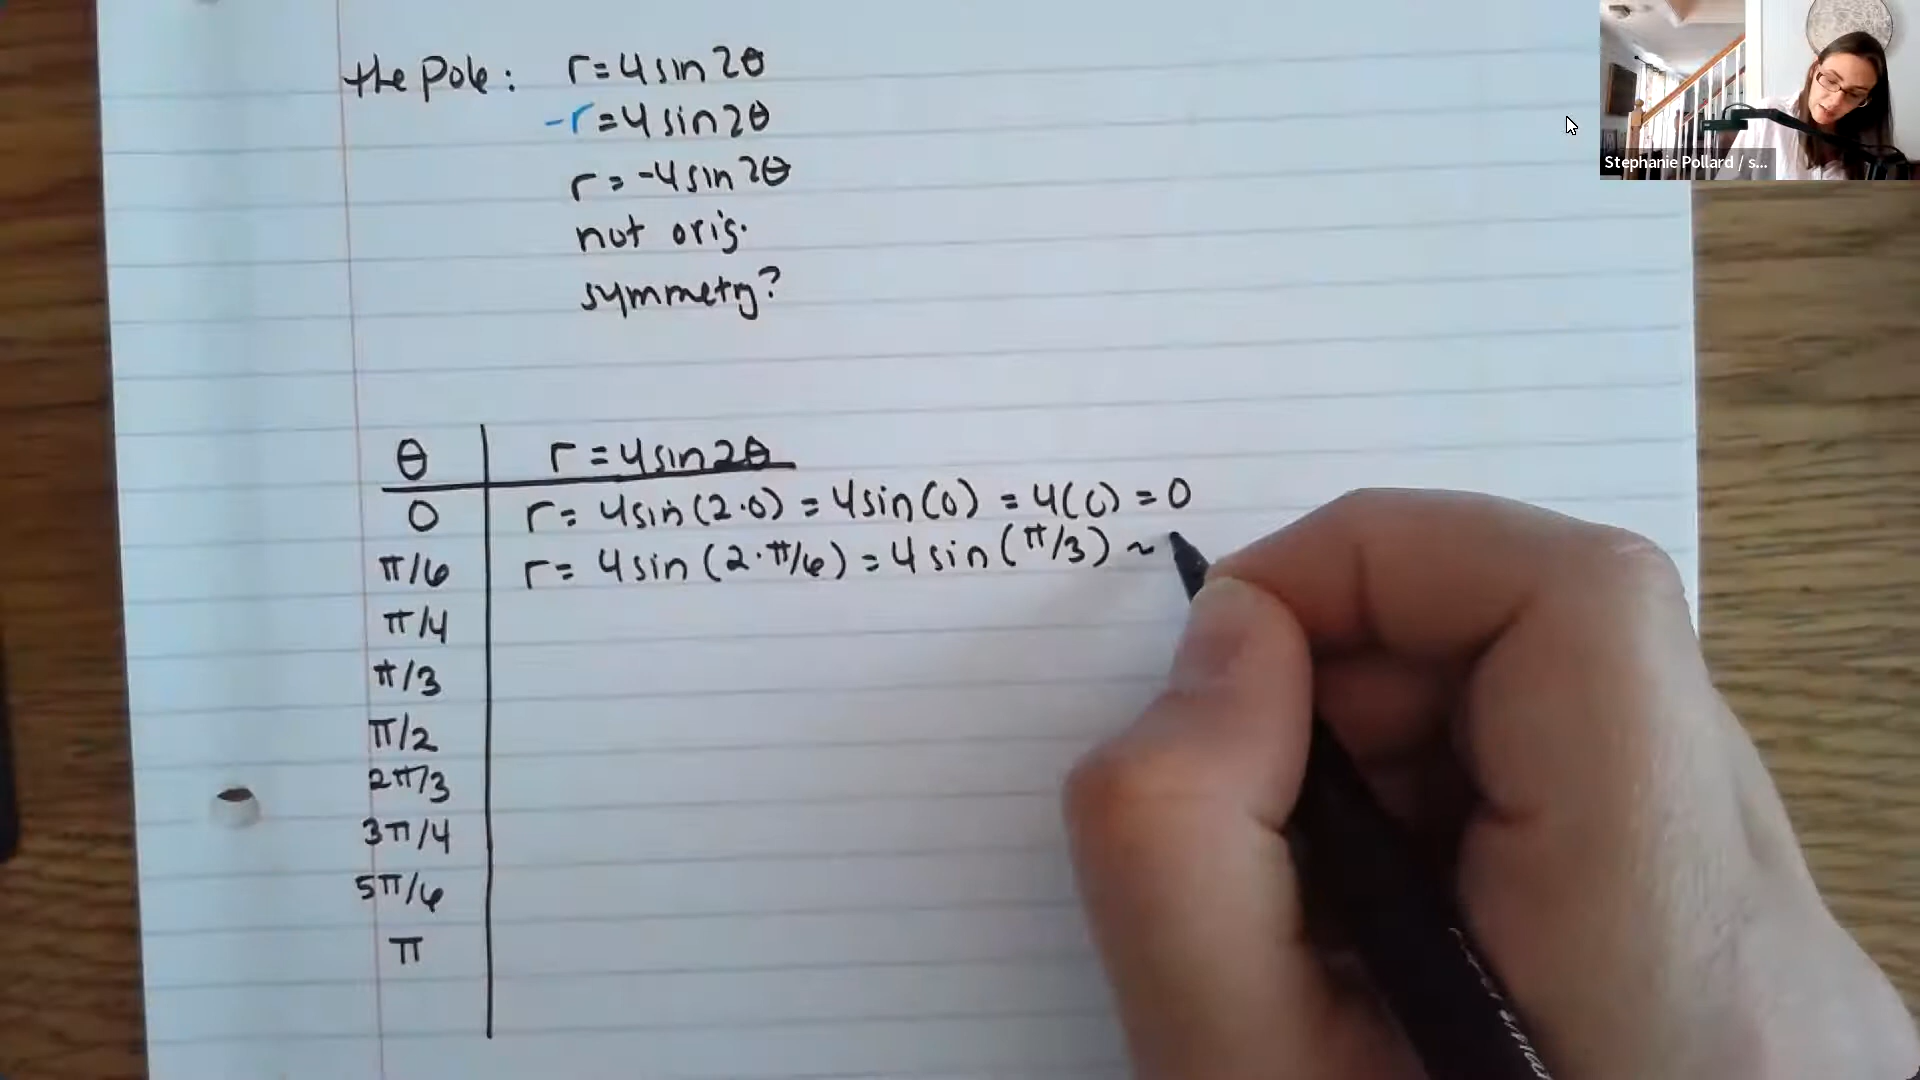 the Pole: r=4sin2θ
-r=4sin2θ
r=-4sin2θ
not orig.
symmetry?
Stephanie Pollard / s...
θ r=4sin2θ
0 r= 4sin(2·0) = 4sin(0) = 4(0) = 0
π/6 r= 4sin(2·π/6) = 4sin(π/3) ~
π/4
π/3
π/2
2π/3
3π/4
5π/6
π